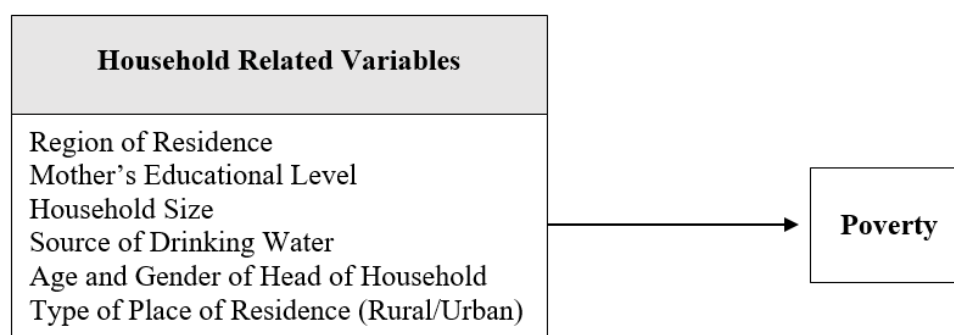 Household Related Variables
Region of Residence
Mother’s Educational Level
Household Size
Source of Drinking Water
Age and Gender of Head of Household
Type of Place of Residence (Rural/Urban)
Poverty